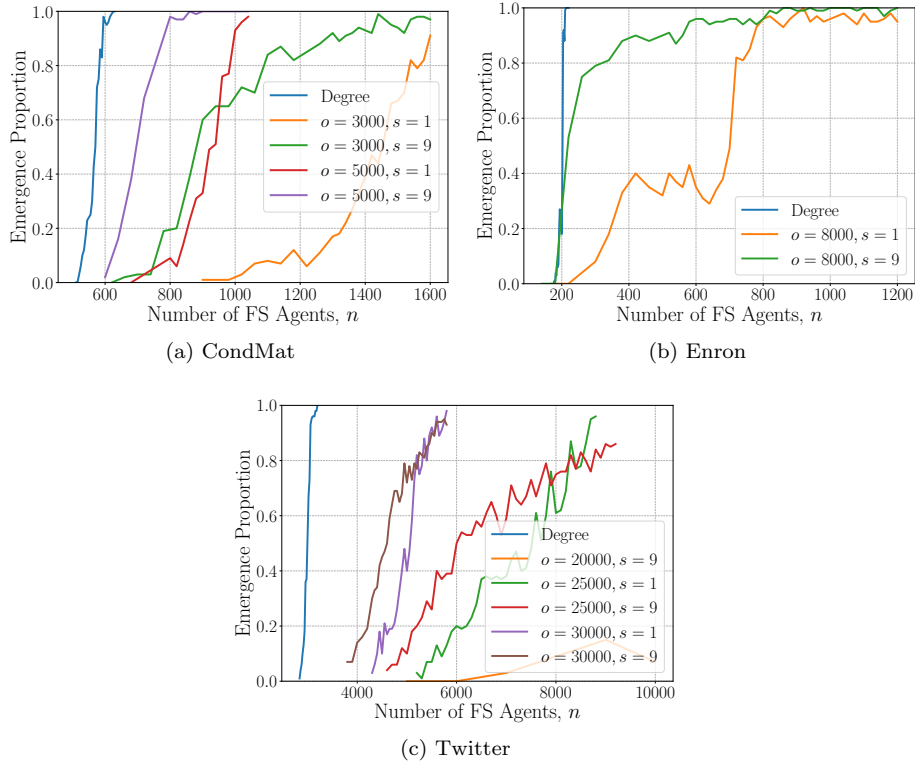 1.0
0.8
0.6
0.4
0.2
0.0
Emergence Proportion
600 800 1000 1200 1400 1600
Number of FS Agents, n
Degree
o = 3000, s = 1
o = 3000, s = 9
o = 5000, s = 1
o = 5000, s = 9
(a) CondMat
1.0
0.8
0.6
0.4
0.2
0.0
Emergence Proportion
200 400 600 800 1000 1200
Number of FS Agents, n
Degree
o = 8000, s = 1
o = 8000, s = 9
(b) Enron
1.0
0.8
0.6
0.4
0.2
0.0
Emergence Proportion
4000 6000 8000 10000
Number of FS Agents, n
Degree
o = 20000, s = 9
o = 25000, s = 1
o = 25000, s = 9
o = 30000, s = 1
o = 30000, s = 9
(c) Twitter